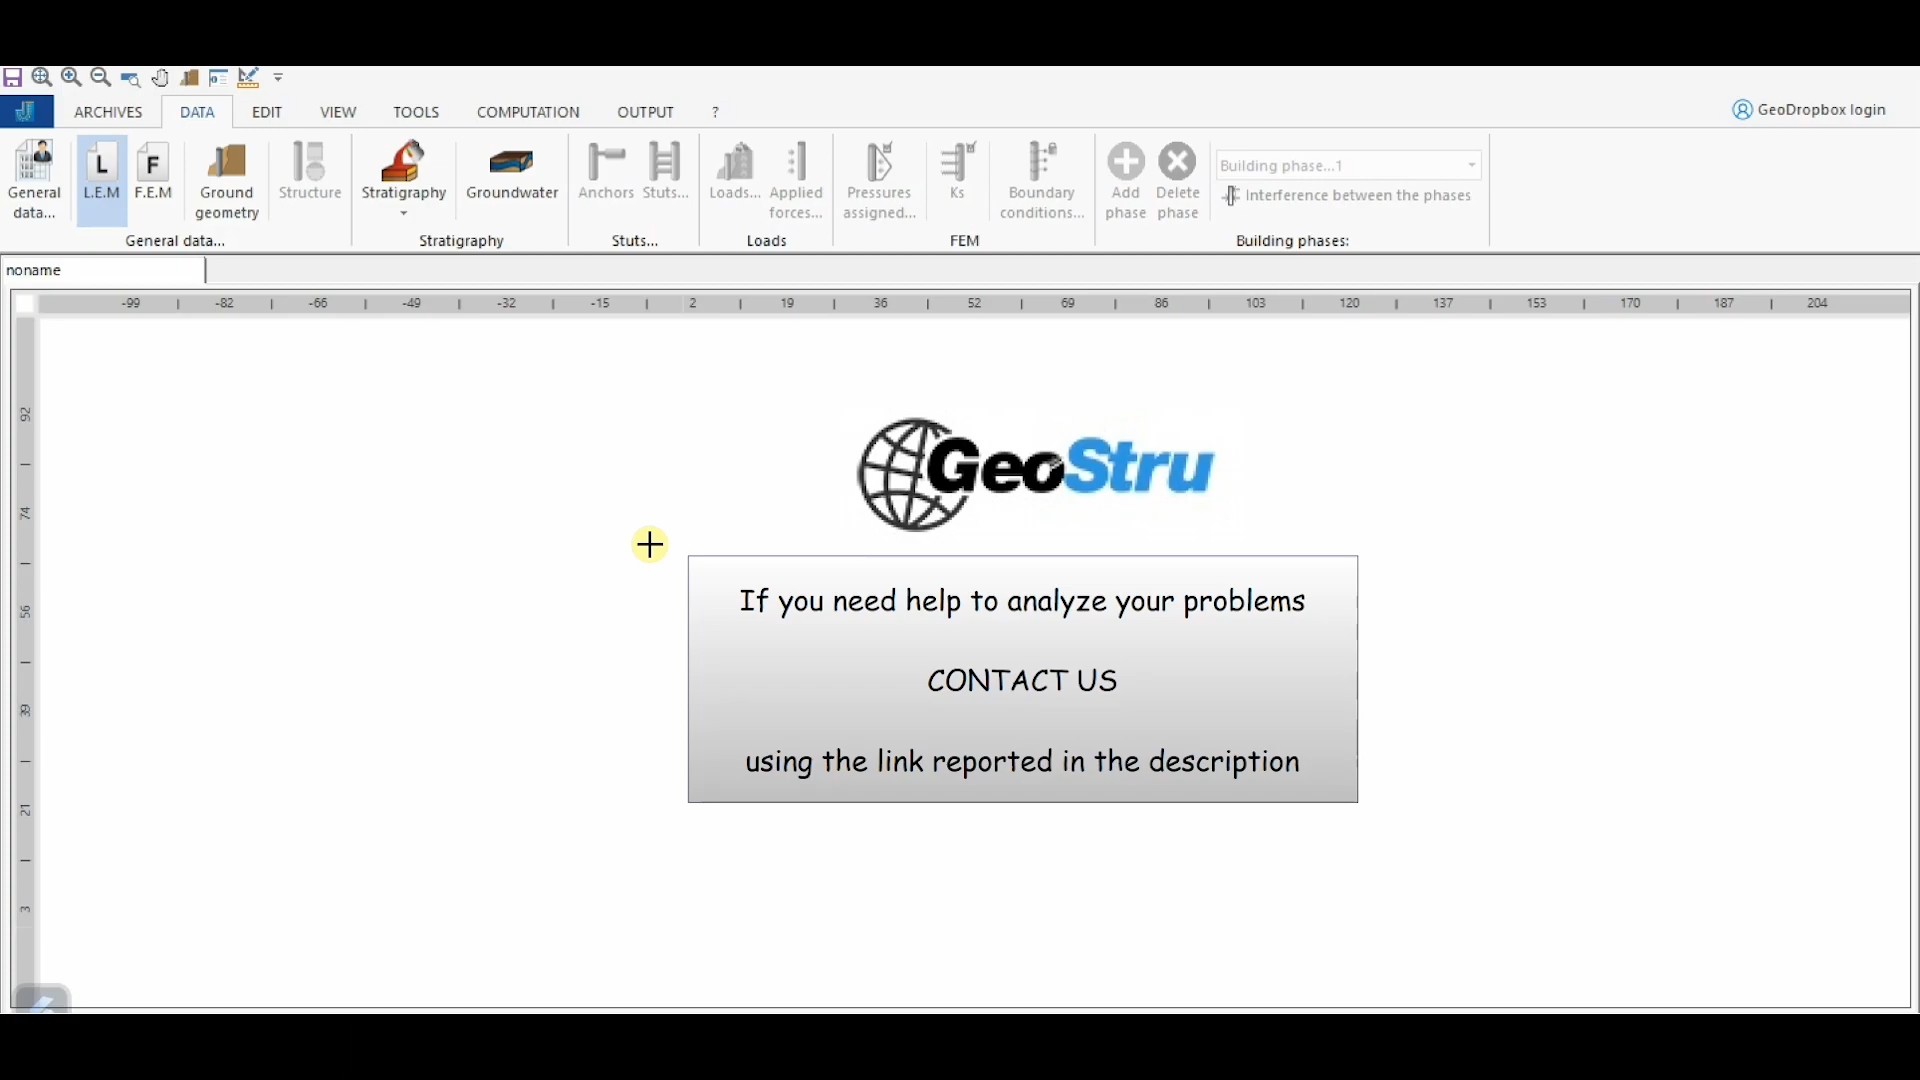 ARCHIVES DATA EDIT VIEW TOOLS COMPUTATION OUTPUT ? GeoDropbox login
General data... L.E.M F.E.M Ground geometry Structure Stratigraphy Groundwater Anchors Stuts... Loads... Applied forces... Pressures assigned... Ks Boundary conditions... Add phase Delete phase
Building phase...1
Interference between the phases
General data... Stratigraphy Stuts... Loads FEM Building phases:
noname
-99 -82 -66 -49 -32 -15 2 19 36 52 69 86 103 120 137 153 170 187 204
92
74
56
39
21
3
GeoStru
If you need help to analyze your problems
CONTACT US
using the link reported in the description